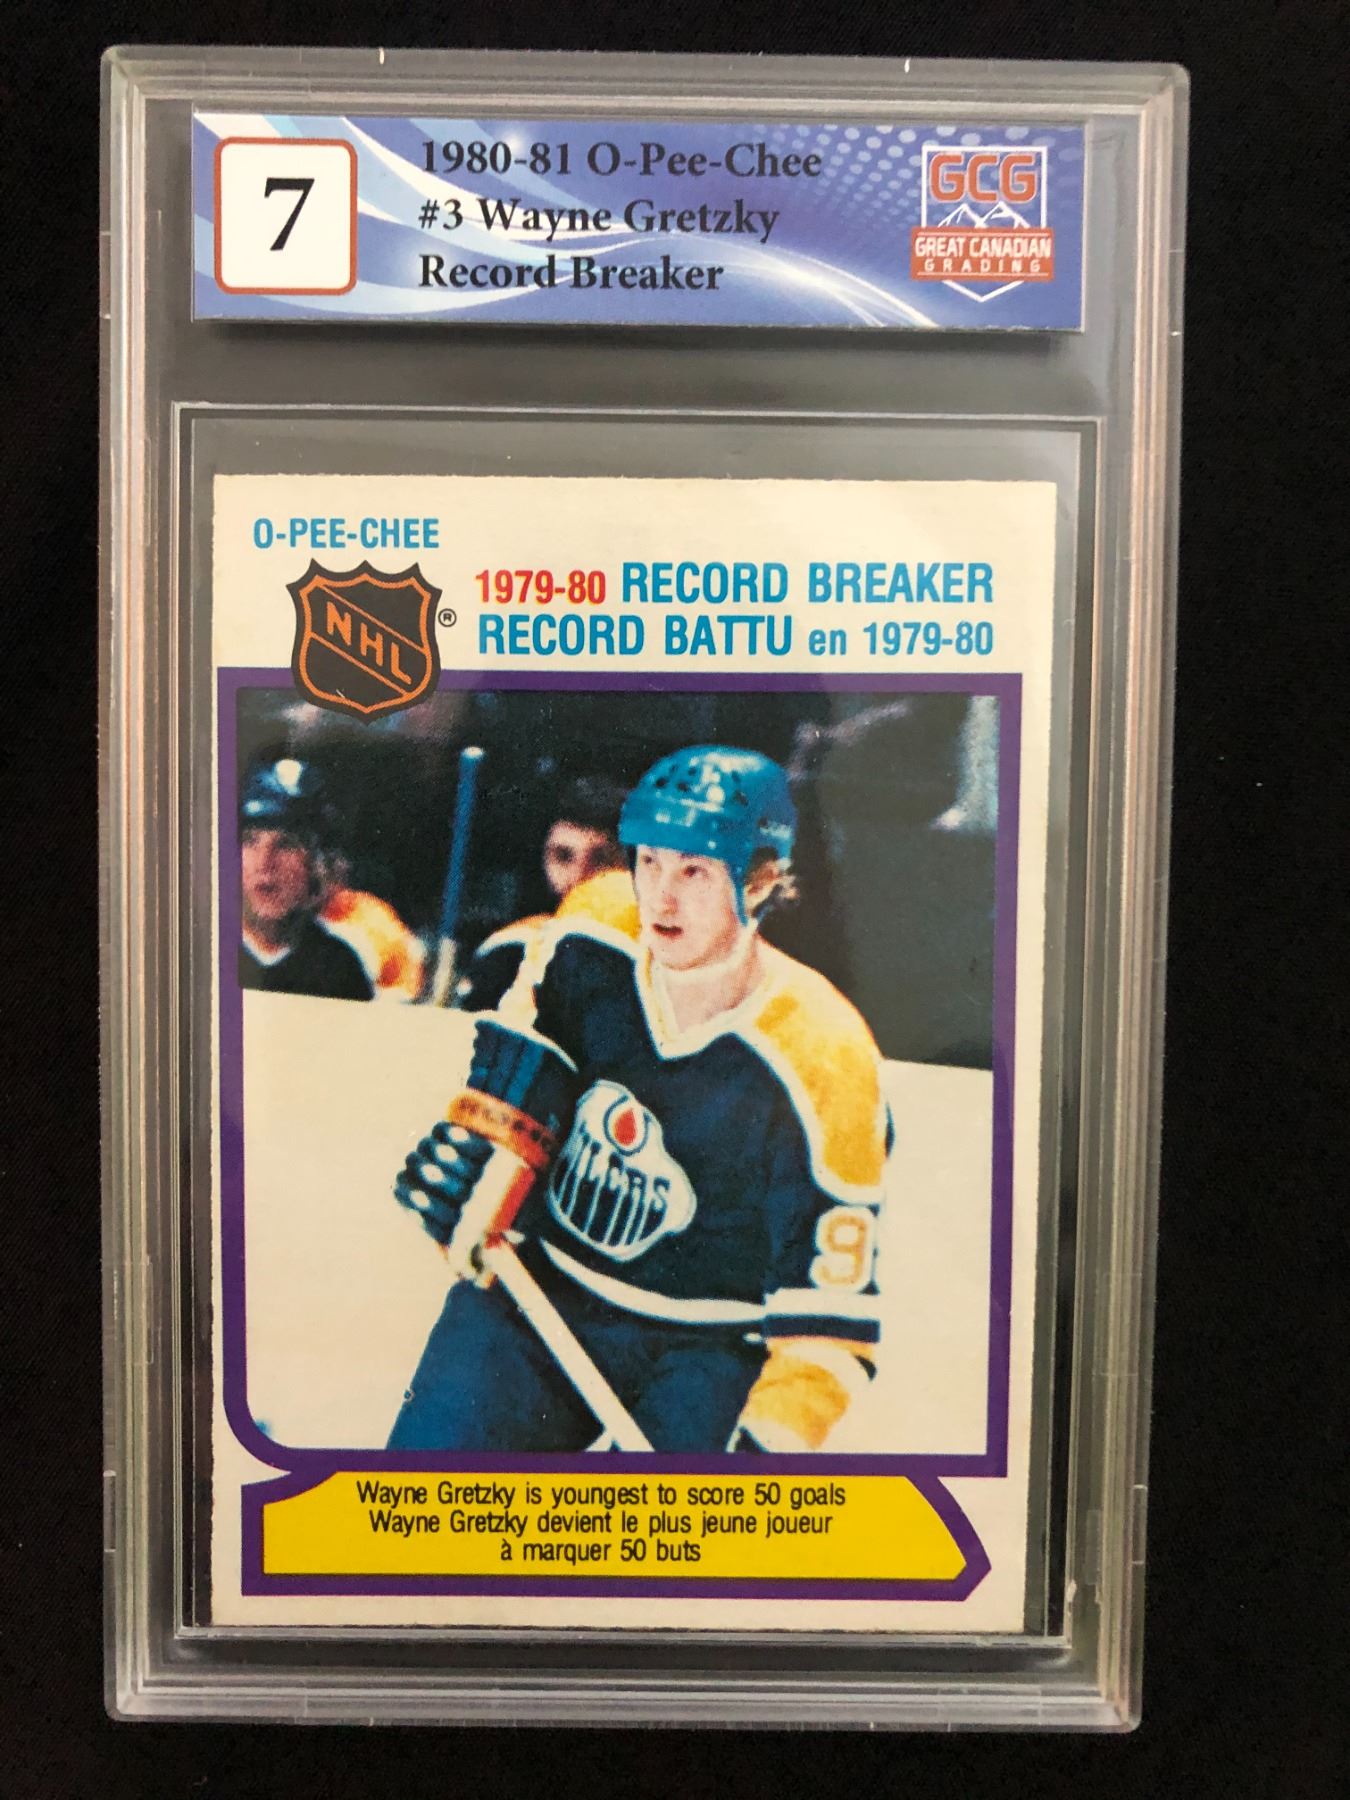 7
1980-81 O-Pee-Chee
#3 Wayne Gretzky
Record Breaker
GCG
GREAT CANADIAN
GRADING
O-PEE-CHEE
NHL
®
1979-80 RECORD BREAKER
RECORD BATTU en 1979-80
OILERS
9
Wayne Gretzky is youngest to score 50 goals
Wayne Gretzky devient le plus jeune joueur
à marquer 50 buts